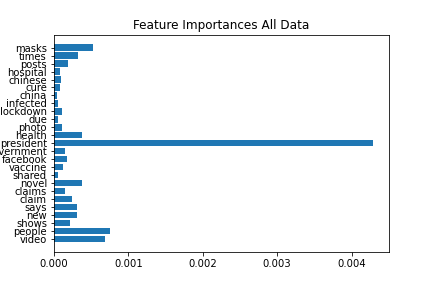 Feature Importances All Data
masks
times
posts
hospital
chinese
cure
china
infected
lockdown
due
photo
health
president
vernment
facebook
vaccine
shared
novel
claims
claim
says
new
shows
people
video
0.000 0.001 0.002 0.003 0.004